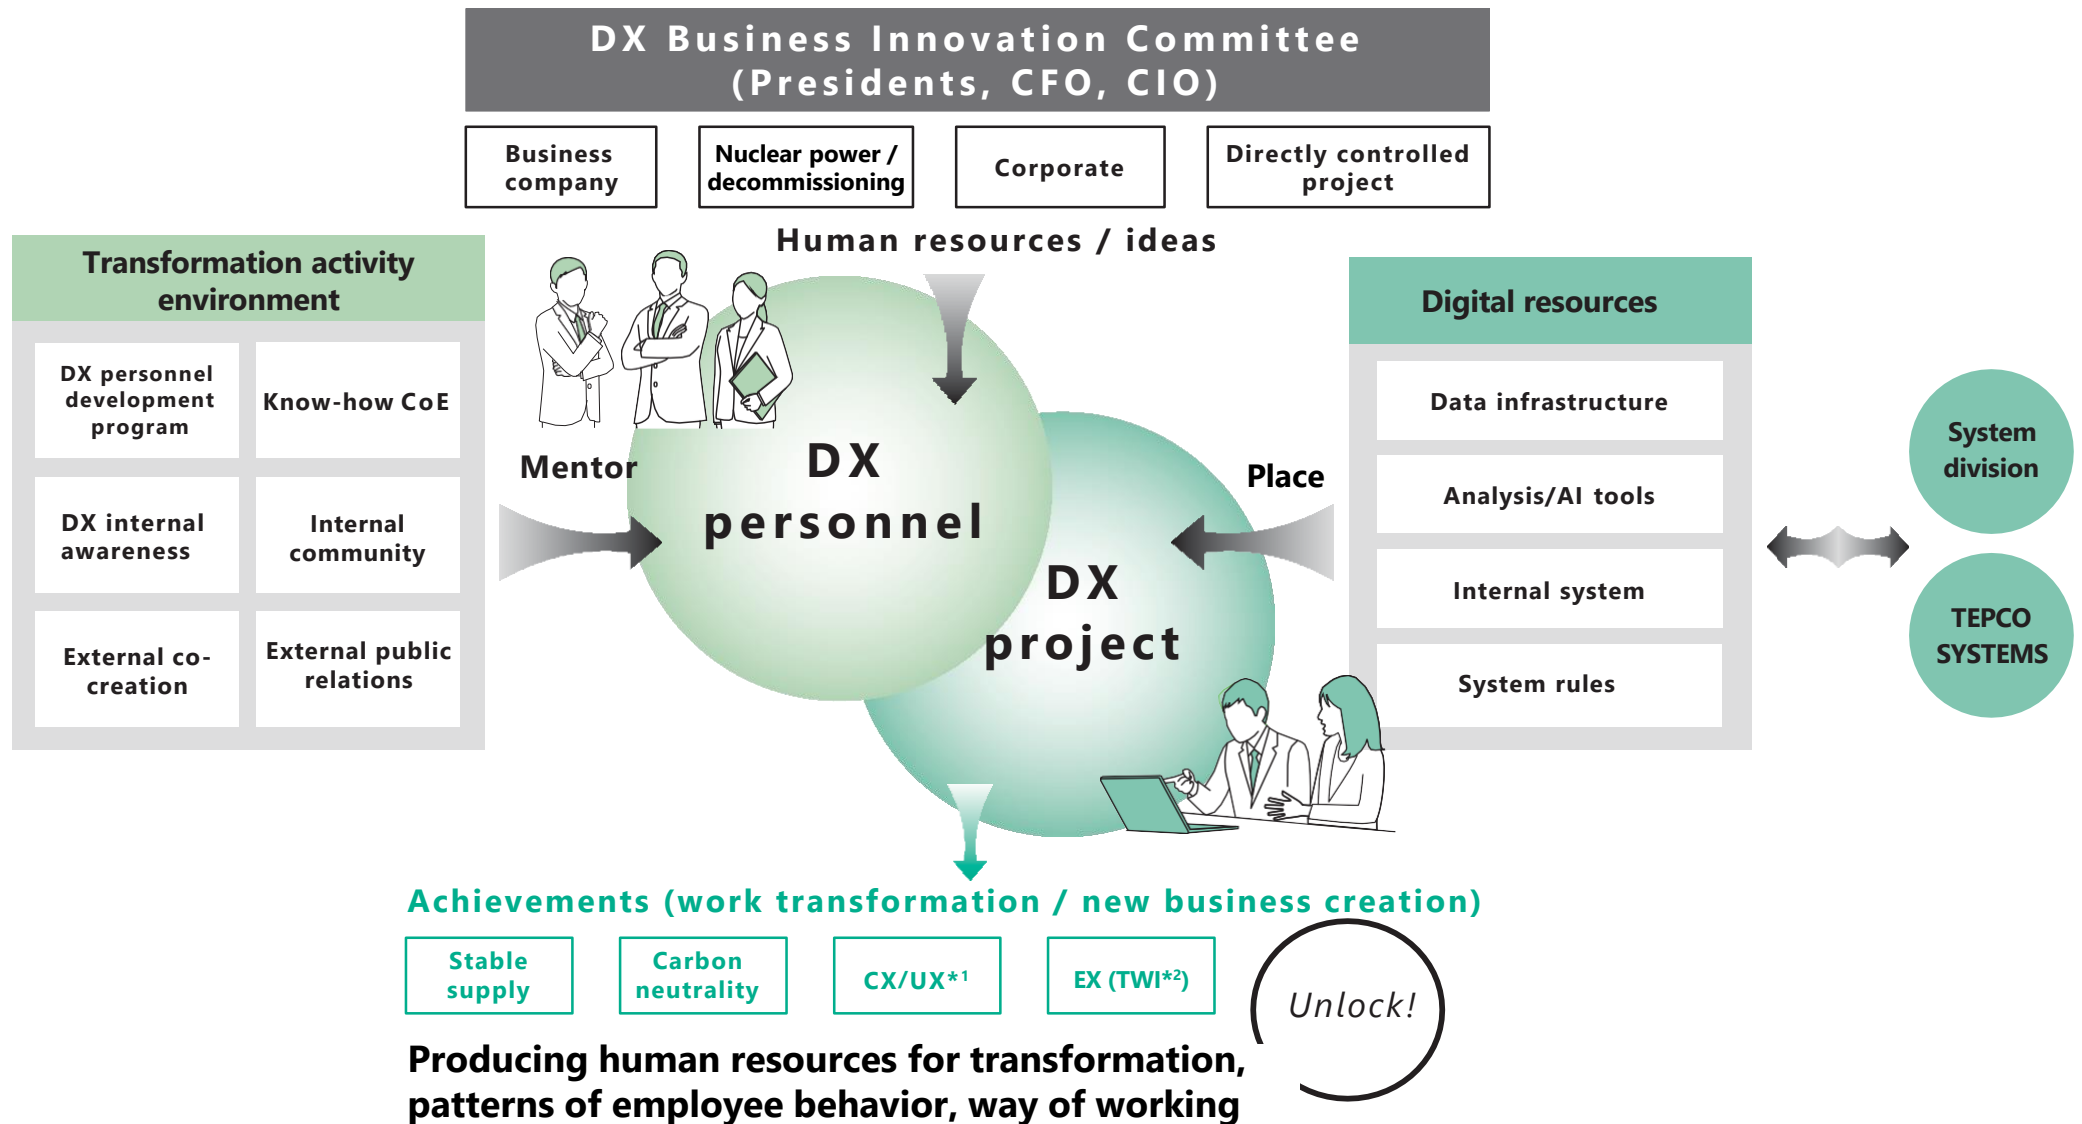 DX Business Innovation Committee
(Presidents, CFO, CIO)
Business
company
Nuclear power /
decommissioning
Corporate
Directly controlled
project
Human resources / ideas
Transformation activity
environment
DX personnel
development
program
Know-how CoE
DX internal
awareness
Internal
community
External co-
creation
External public
relations
Mentor
DX
personnel
DX
project
Place
Digital resources
Data infrastructure
Analysis/AI tools
Internal system
System rules
System
division
TEPCO
SYSTEMS
Achievements (work transformation / new business creation)
Stable
supply
Carbon
neutrality
CX/UX*1
EX (TWI*2)
Unlock!
Producing human resources for transformation,
patterns of employee behavior, way of working